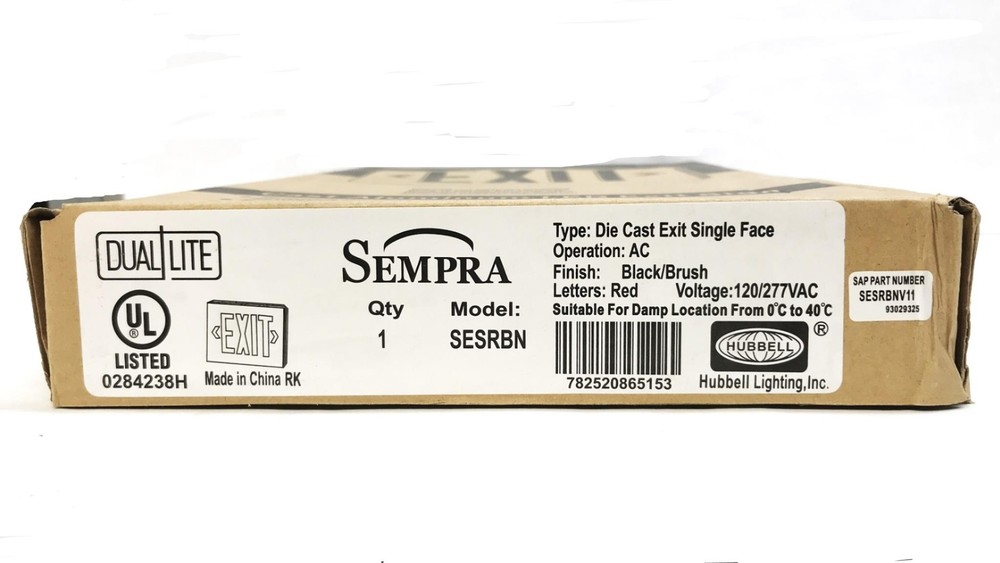 EXIT
DUAL LITE
UL
®
LISTED
0284238H
EXIT
Made in China RK
SEMPRA
Qty
1
Model:
SESRBN
Type: Die Cast Exit Single Face
Operation: AC
Finish: Black/Brush
Letters: Red Voltage:120/277VAC
Suitable For Damp Location From 0℃ to 40℃
782520865153
HUBBELL ®
Hubbell Lighting,Inc.
SAP PART NUMBER
SESRBNV11
93029325